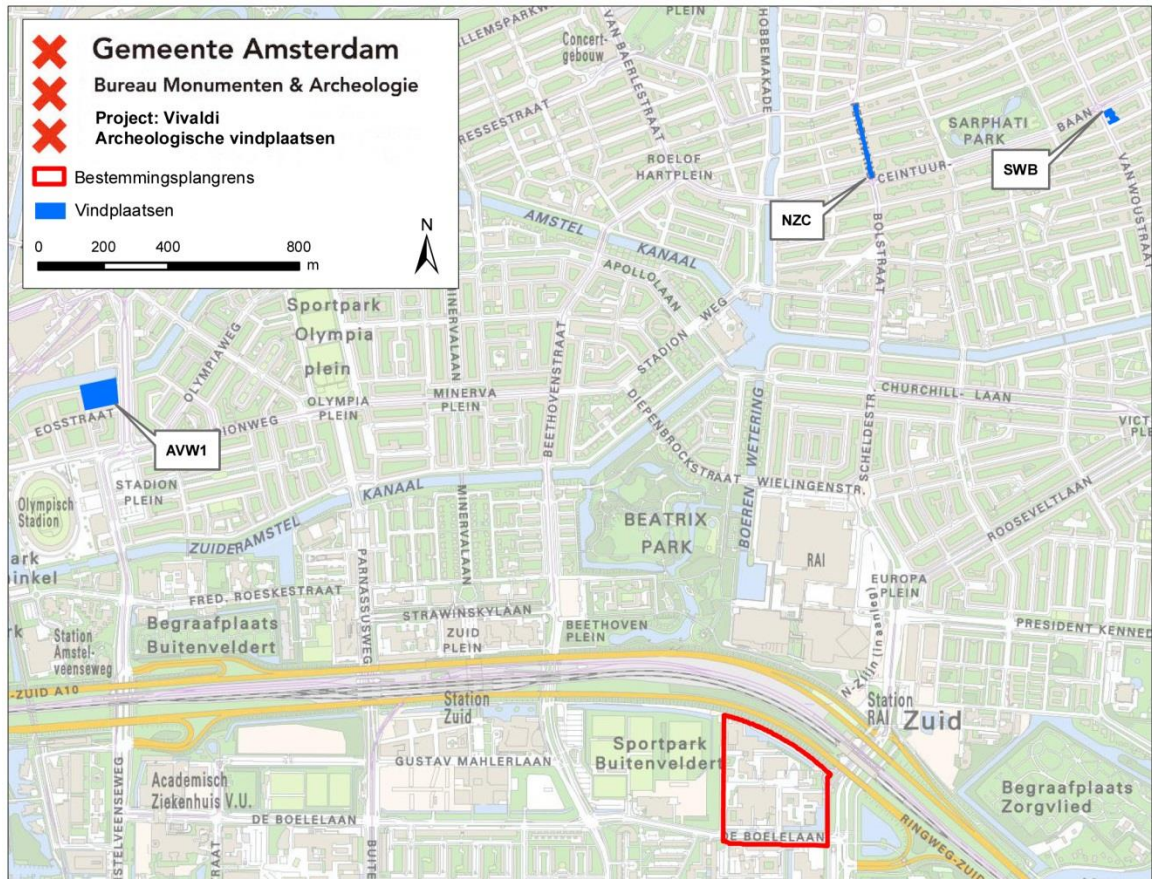 Gemeente Amsterdam
Bureau Monumenten & Archeologie
Project: Vivaldi
Archeologische vindplaatsen
Bestemmingsplangrens
Vindplaatsen
0 200 400 800
m
N
Concert-
gebouw
VAN BAERLESTRAAT
HOBBEMAKADE
PLEIN
SARPHATI
PARK
BAAN
CEINTUUR-
SWB
NZC
VAN WOUSTRAAT
ROELOF
HARTPLEIN
BOLSTRAAT
AMSTEL
KANAAL
APOLLOLAAN
STADION WEG
Sportpark
Olympia
plein
MINERVALAAN
OLYMPIAWEG
OLYMPIA
PLEIN
MINERVA
PLEIN
BEETHOVENSTRAAT
DIEPENBROCKSTRAAT
CHURCHILL- LAAN
SCHELDESTR.
EOSSTRAAT
AVW1
STADION
PLEIN
Olympisch
Stadion
ZUIDER AMSTEL
KANAAL
MINERVALAAN
BOEREN WETERING
WIELINGENSTR.
ROOSEVELTLAAN
BEATRIX
PARK
RAI
EUROPA
PLEIN
PARNASSUSWEG
FRED. ROESKESTRAAT
STRAWINSKYLAAN
ZUID
PLEIN
BEETHOVEN
PLEIN
Begraafplaats
Buitenveldert
Station
Amstel-
veenseweg
PRESIDENT KENNED
N-Z lijn (in aanleg)
-ZUID A10
Station
Zuid
Station
RAI
Zuid
Sportpark
Buitenveldert
GUSTAV MAHLERLAAN
Academisch
Ziekenhuis V.U.
DE BOELELAAN
DE BOELELAAN
Begraafplaats
Zorgvlied
RINGWEG-ZUID
MSTELVEENSEWEG
STRAAT
BUITE